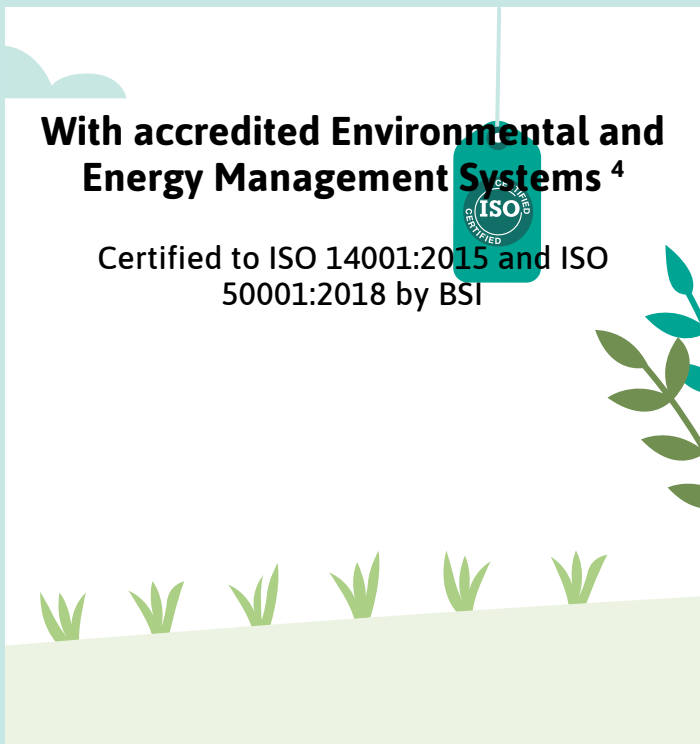 With accredited Environmental and
Energy Management Systems ⁴
CERTIFIED
ISO
CERTIFIED
Certified to ISO 14001:2015 and ISO
50001:2018 by BSI